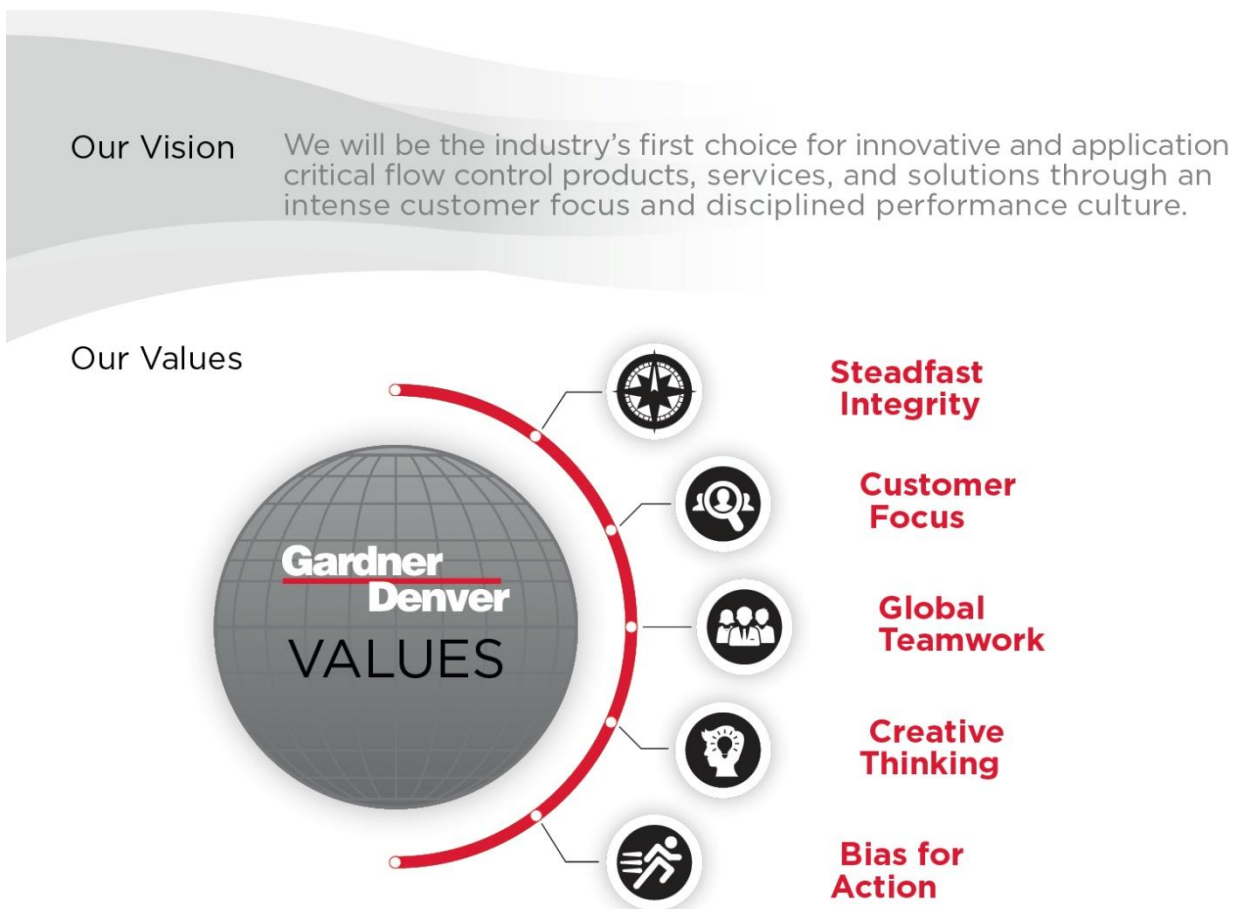 Our Vision
We will be the industry's first choice for innovative and application
critical flow control products, services, and solutions through an
intense customer focus and disciplined performance culture.
Our Values
Gardner
Denver
VALUES
Steadfast
Integrity
Customer
Focus
Global
Teamwork
Creative
Thinking
Bias for
Action